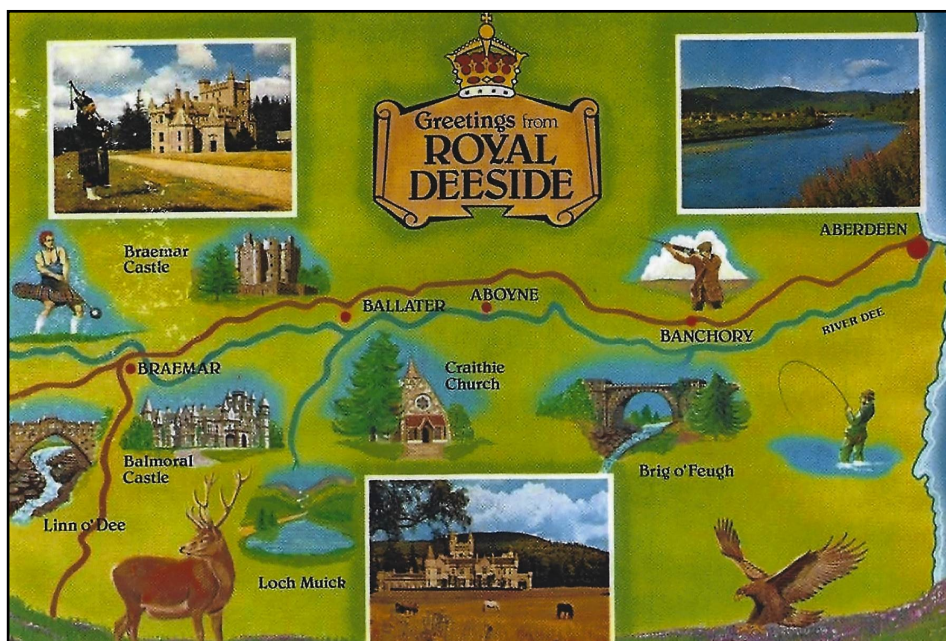 Greetings from
ROYAL
DEESIDE
ABERDEEN
Braemar
Castle
BALLATER
ABOYNE
BANCHORY
RIVER DEE
BRAEMAR
Craithie
Church
Balmoral
Castle
Brig o'Feugh
Linn o'Dee
Loch Muick